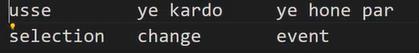 usse ye kardo ye hone par
selection change event